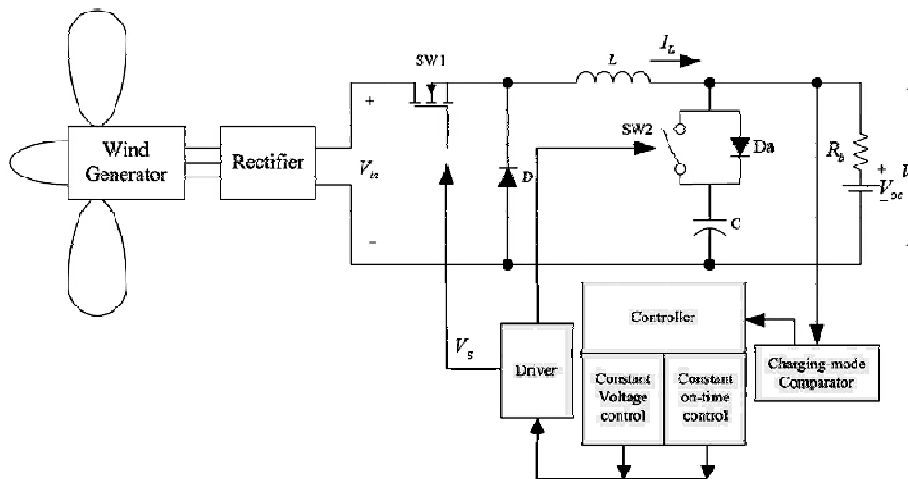 SW1
L
I_L
Wind
Generator
Rectifier
+
V_in
−
D
SW2
Da
C
R_b
+
V_oc
−
V_g
Driver
Controller
Constant
Voltage
control
Constant
on-time
control
Charging-mode
Comparator